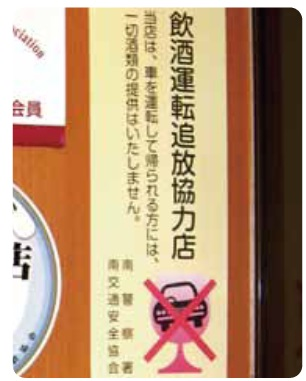 飲酒運転追放協力店
当店は、車を運転して帰られる方には、
一切酒類の提供はいたしません。
南警察署
南交通安全協会
ociation
会員
店